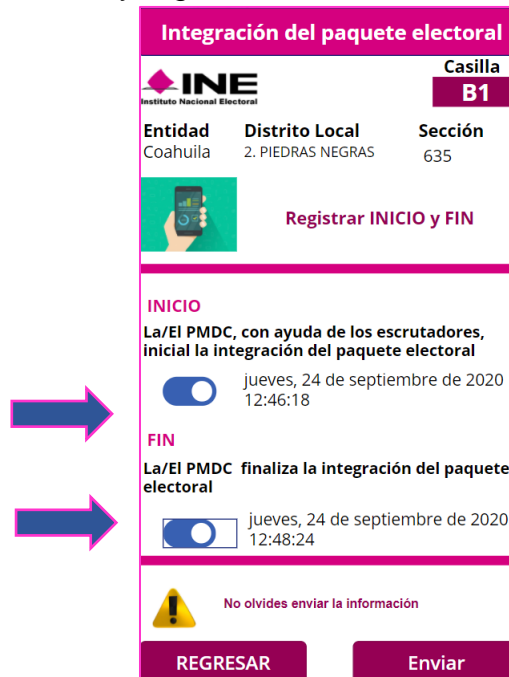 Integración del paquete electoral
Casilla
INE
Instituto Nacional Electoral
B1
Entidad Distrito Local Sección
Coahuila 2. PIEDRAS NEGRAS 635
Registrar INICIO y FIN
INICIO
La/El PMDC, con ayuda de los escrutadores,
inicial la integración del paquete electoral
jueves, 24 de septiembre de 2020
12:46:18
FIN
La/El PMDC finaliza la integración del paquete
electoral
jueves, 24 de septiembre de 2020
12:48:24
No olvides enviar la información
REGRESAR Enviar